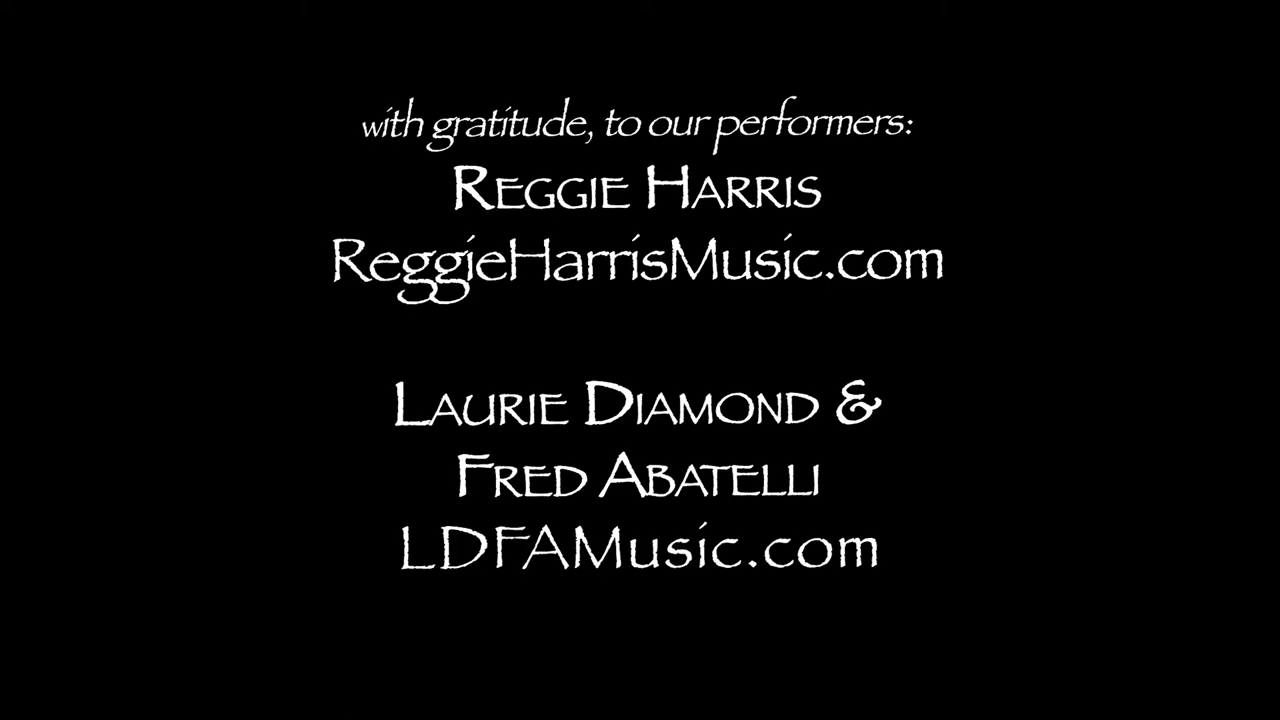 with gratitude, to our performers:
REGGIE HARRIS
ReggieHarrisMusic.com
LAURIE DIAMOND &
FRED ABATELLI
LDFAMusic.com